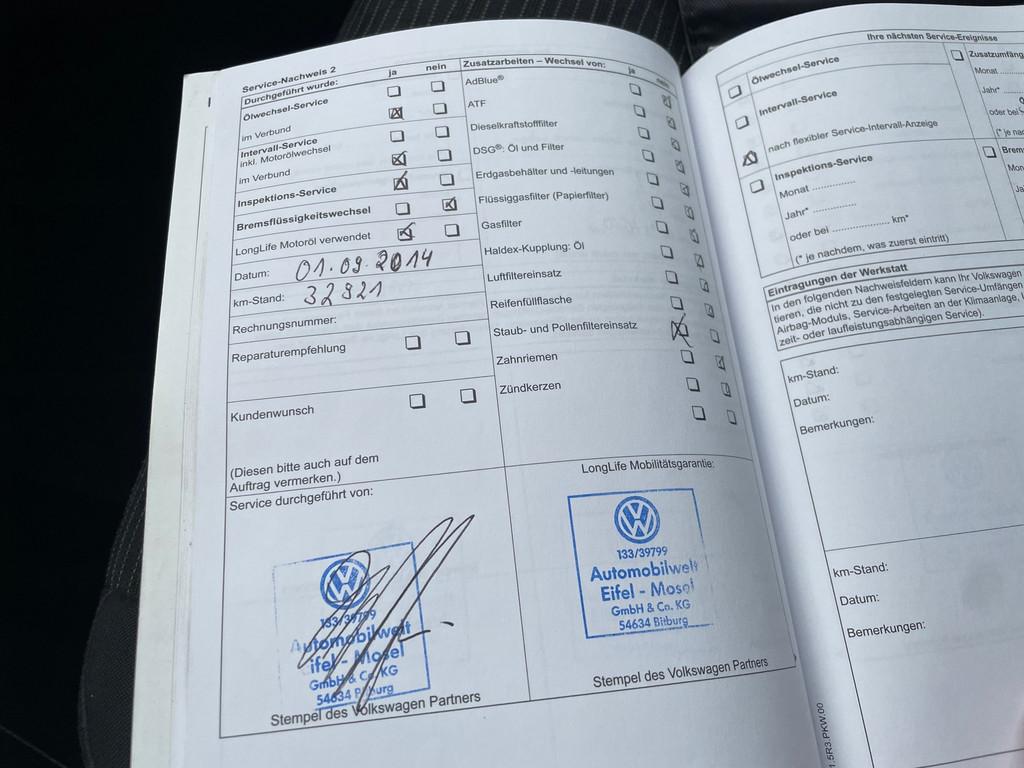 Service-Nachweis 2
Durchgeführt wurde: ja nein
Ölwechsel-Service
im Verbund
Intervall-Service
inkl. Motorölwechsel
im Verbund
Inspektions-Service
Bremsflüssigkeitswechsel
LongLife Motoröl verwendet
Datum: 01.09.2014
km-Stand: 32921
Rechnungsnummer:
Reparaturempfehlung
Kundenwunsch
(Diesen bitte auch auf dem
Auftrag vermerken.)
Service durchgeführt von:
133/39799
Automobilwelt
ifel - Mosel
GmbH & Co. KG
54634 Bitburg
Stempel des Volkswagen Partners
Zusatzarbeiten – Wechsel von: ja
AdBlue®
ATF
Dieselkraftstofffilter
DSG®: Öl und Filter
Erdgasbehälter und -leitungen
Flüssiggasfilter (Papierfilter)
Gasfilter
Haldex-Kupplung: Öl
Luftfiltereinsatz
Reifenfüllflasche
Staub- und Pollenfiltereinsatz
Zahnriemen
Zündkerzen
LongLife Mobilitätsgarantie:
133/39799
Automobilwelt
Eifel - Mosel
GmbH & Co. KG
54634 Bitburg
Stempel des Volkswagen Partners
Ihre nächsten Service-Ereignisse
Ölwechsel-Service
Intervall-Service
nach flexibler Service-Intervall-Anzeige
Inspektions-Service
Monat ..............
Jahr* ..............
oder bei .................. km*
(* je nachdem, was zuerst eintritt)
Zusatzumfäng
Monat
Jahr*
oder bei
(* je na
Brems
Mon
Ja
Eintragungen der Werkstatt
In den folgenden Nachweisfeldern kann Ihr Volkswagen
tieren, die nicht zu den festgelegten Service-Umfängen
Airbag-Moduls, Service-Arbeiten an der Klimaanlage,
zeit- oder laufleistungsabhängigen Service).
km-Stand:
Datum:
Bemerkungen:
km-Stand:
Datum:
Bemerkungen:
1.5R3.PKW.00